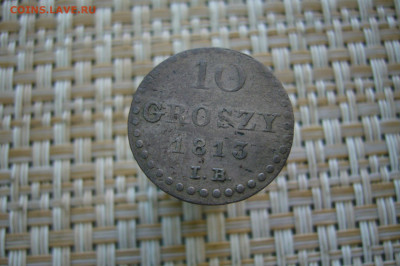 COINS.LAVE.RU
10
GROSZY
1813
I.B.